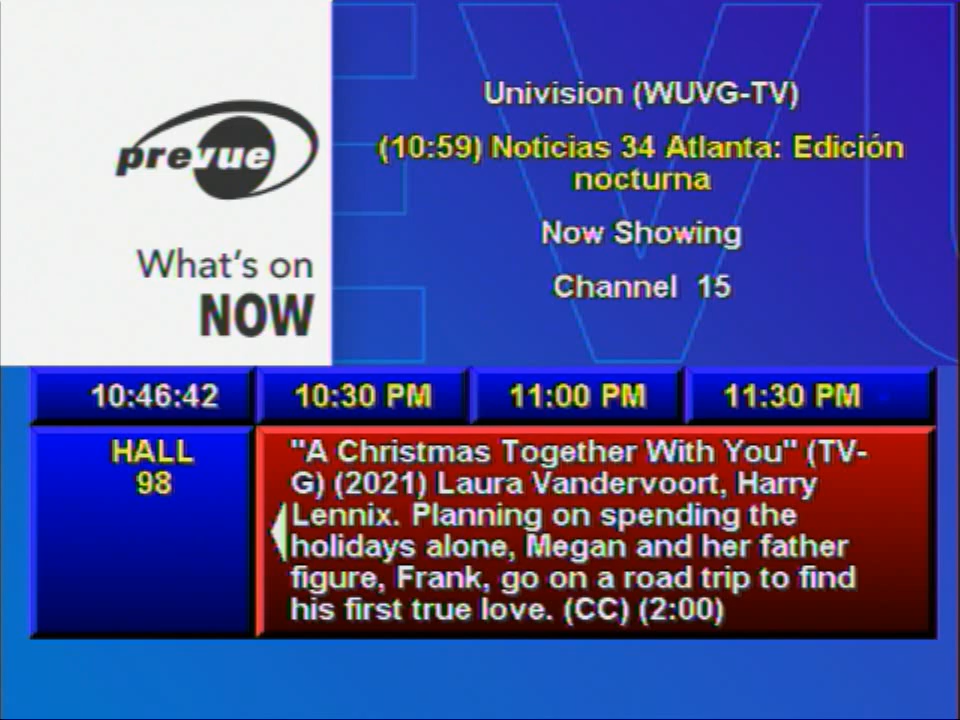 prevue
What's on
NOW
Univision (WUVG-TV)
(10:59) Noticias 34 Atlanta: Edición
nocturna
Now Showing
Channel 15
10:46:42 10:30 PM 11:00 PM 11:30 PM
HALL
98
"A Christmas Together With You" (TV-
G) (2021) Laura Vandervoort, Harry
Lennix. Planning on spending the
holidays alone, Megan and her father
figure, Frank, go on a road trip to find
his first true love. (CC) (2:00)